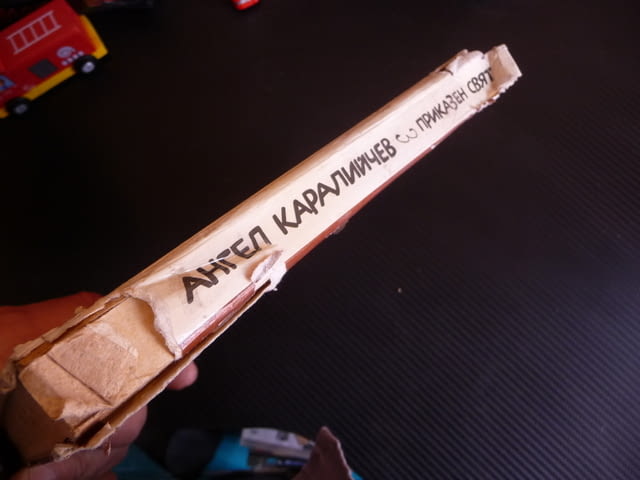 АНГЕЛ КАРАЛИЙЧЕВ ПРИКАЗЕН СВЯТ